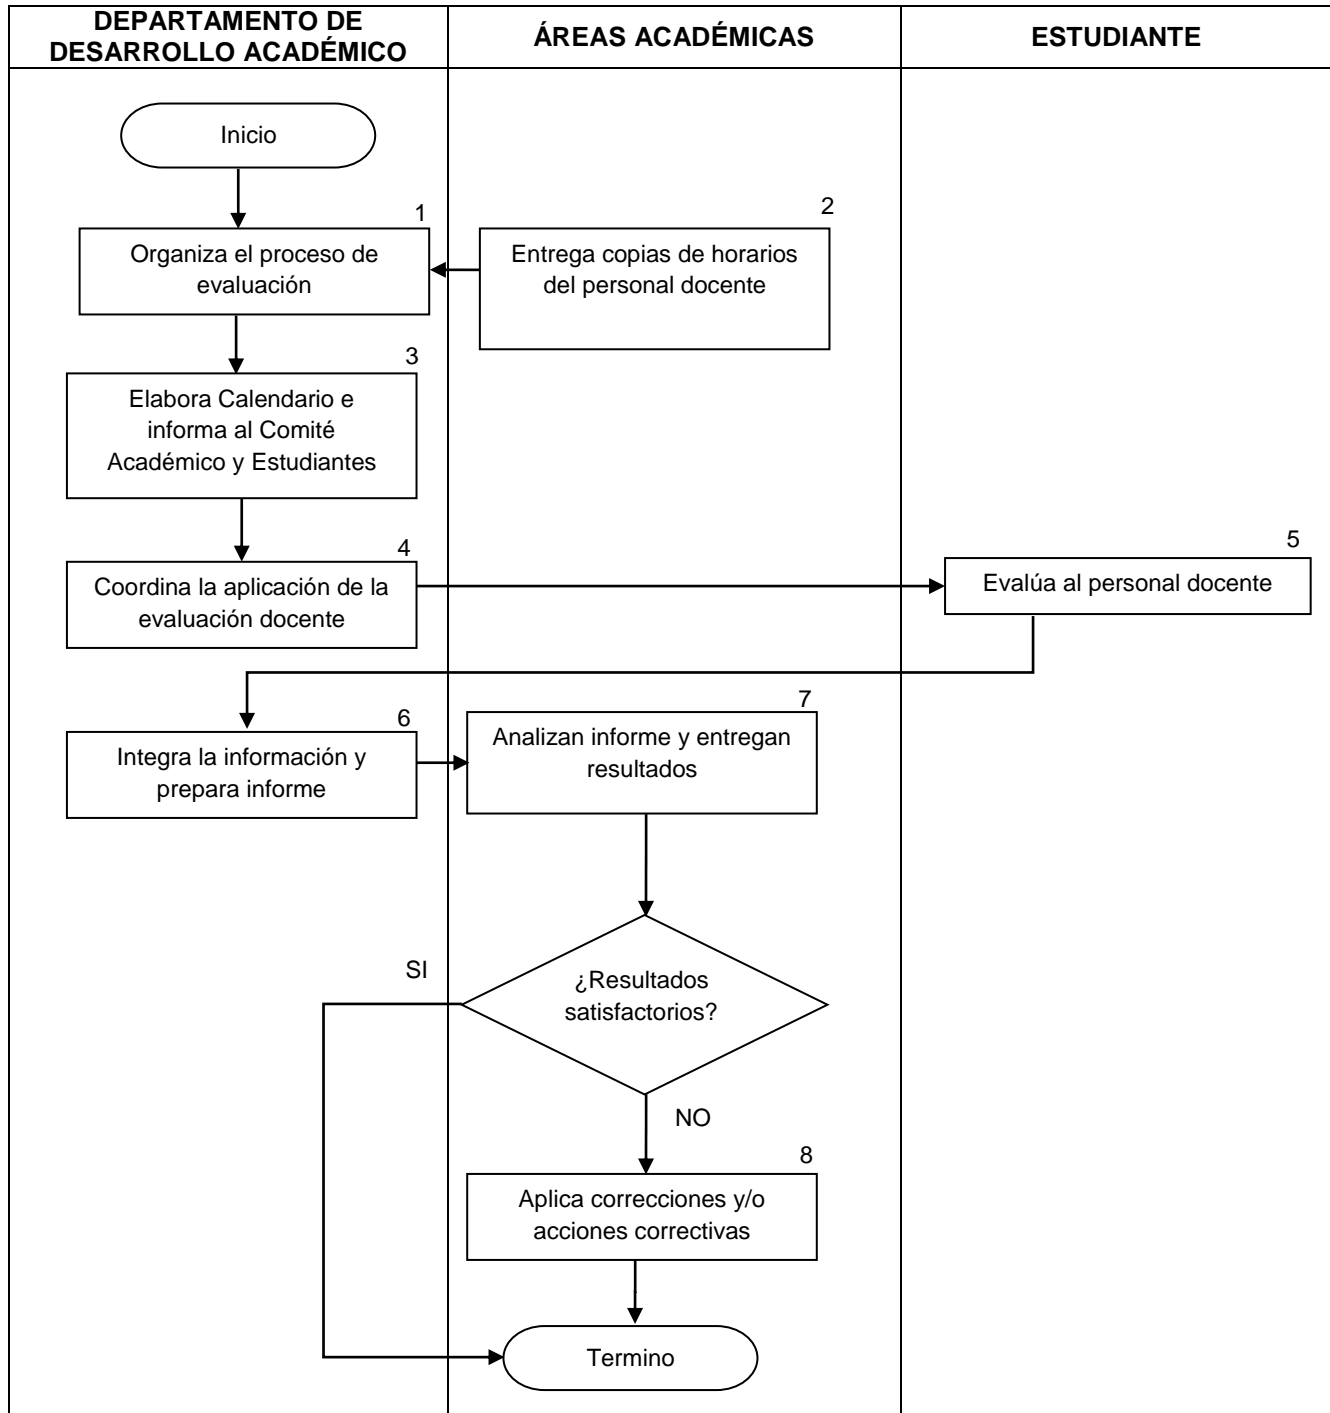 DEPARTAMENTO DE
DESARROLLO ACADÉMICO
ÁREAS ACADÉMICAS
ESTUDIANTE
Inicio
1
Organiza el proceso de
evaluación
2
Entrega copias de horarios
del personal docente
3
Elabora Calendario e
informa al Comité
Académico y Estudiantes
4
Coordina la aplicación de la
evaluación docente
5
Evalúa al personal docente
6
Integra la información y
prepara informe
7
Analizan informe y entregan
resultados
SI
¿Resultados
satisfactorios?
NO
8
Aplica correcciones y/o
acciones correctivas
Termino